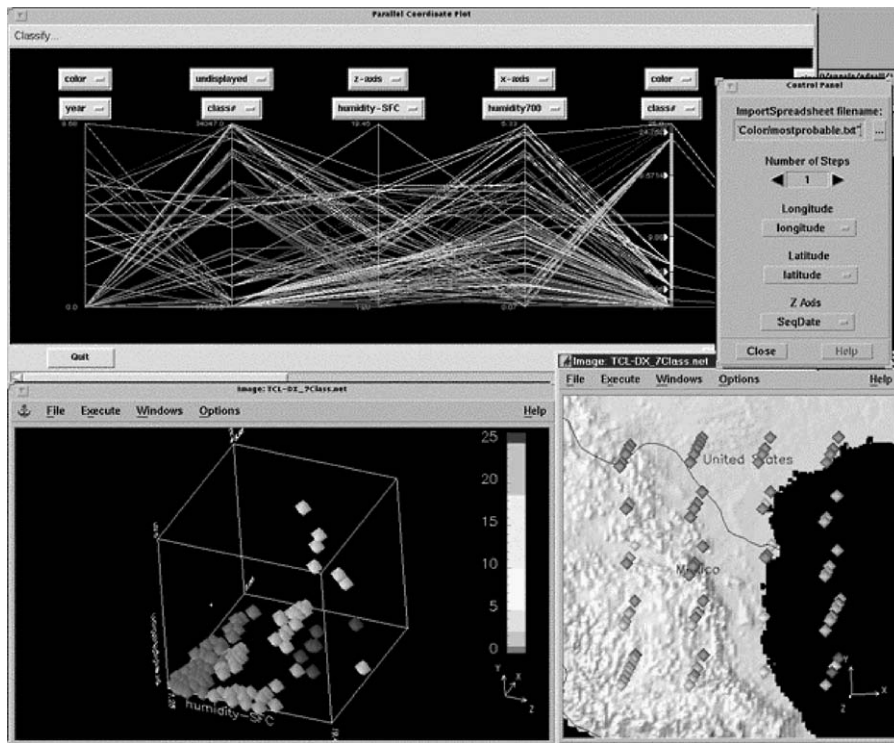 Parallel Coordinate Plot
Classify...
color undisplayed z-axis x-axis color
year class# humidity-SFC humidity700 class#
Control Panel
ImportSpreadsheet filename:
'Color/mostprobable.txt" ...
Number of Steps
1
Longitude
longitude
Latitude
latitude
Z Axis
SeqDate
Close Help
Quit
Image: TCL-DX_7Class.net
File Execute Windows Options Help
25
20
15
10
5
0
humidity-SFC
Y
X
Z
Image: TCL-DX_7Class.net
File Execute Windows Options Help
United States
Mexico
Y
X
Z